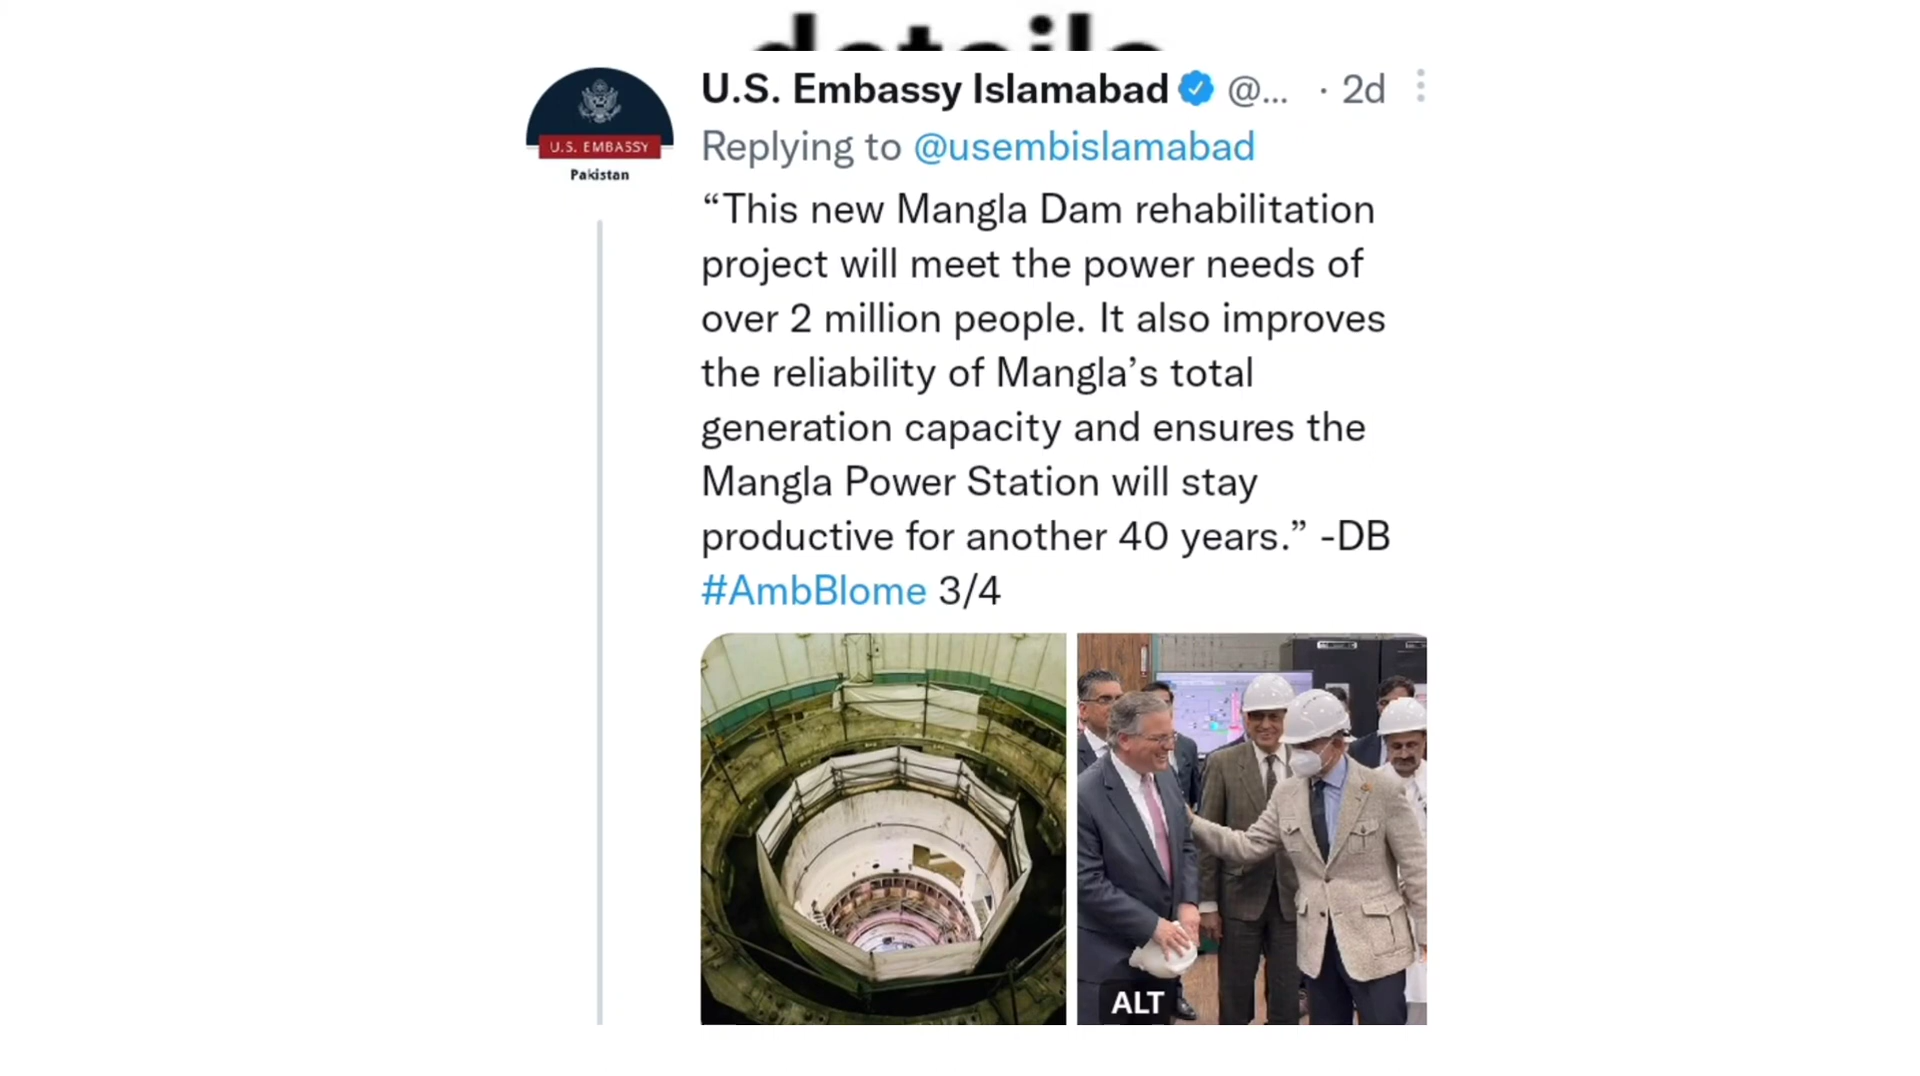 details
U.S. Embassy Islamabad @... · 2d
U.S. EMBASSY
Pakistan
Replying to @usembislamabad
“This new Mangla Dam rehabilitation
project will meet the power needs of
over 2 million people. It also improves
the reliability of Mangla’s total
generation capacity and ensures the
Mangla Power Station will stay
productive for another 40 years.” -DB
#AmbBlome 3/4
ALT